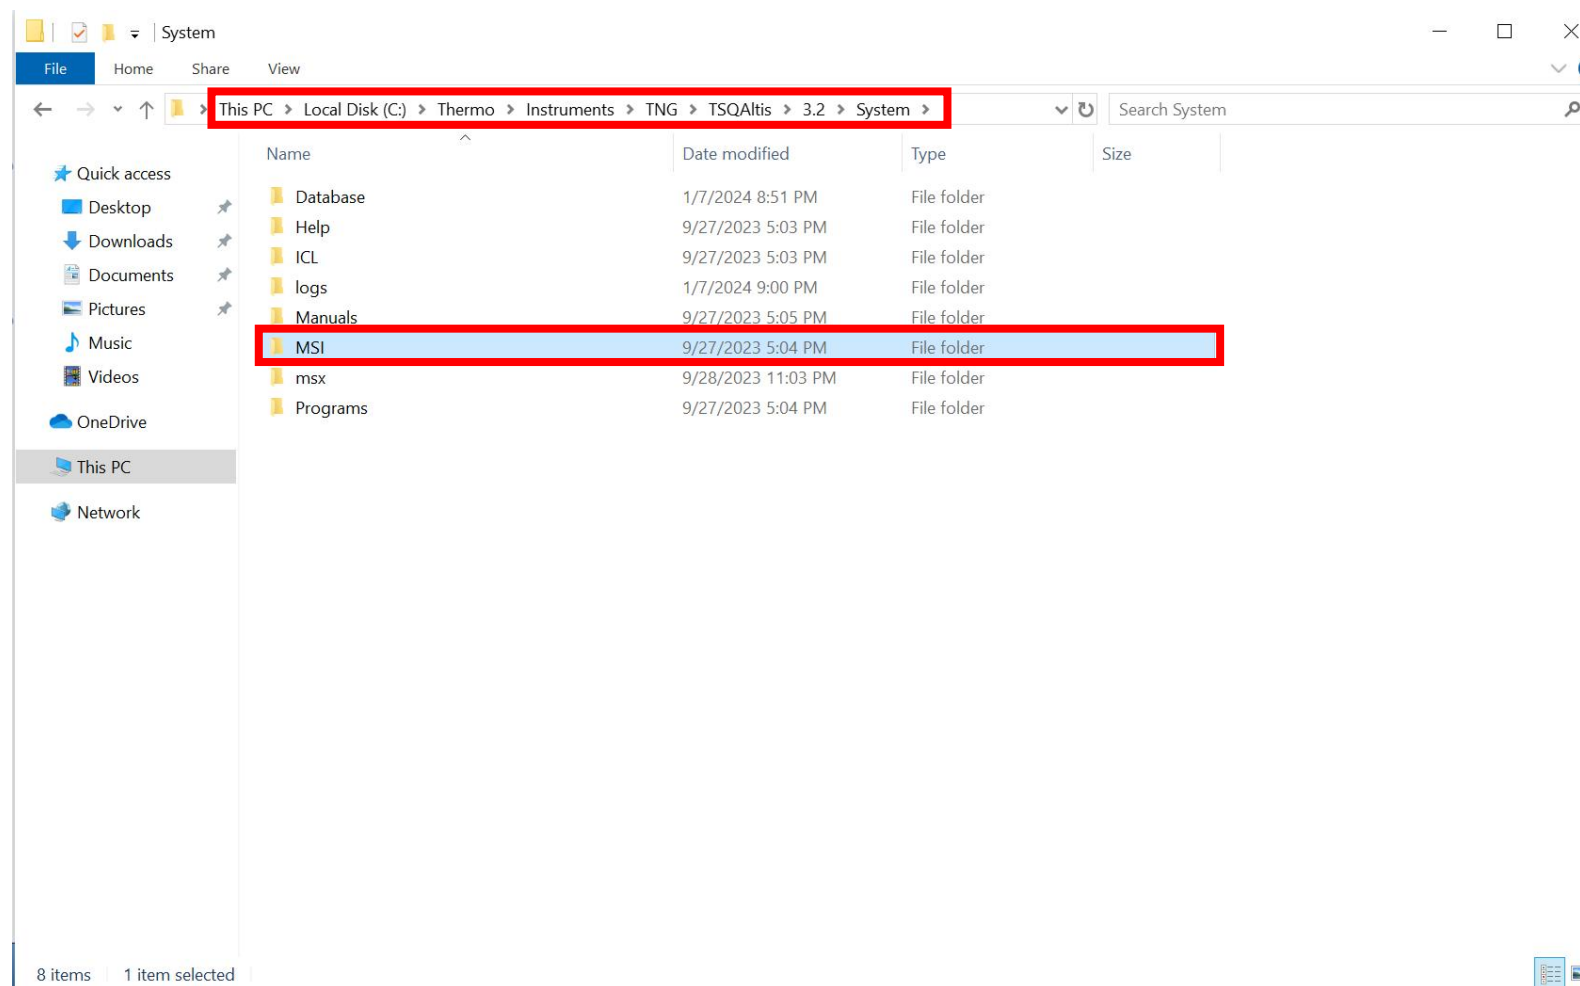 System
File Home Share View
This PC > Local Disk (C:) > Thermo > Instruments > TNG > TSQAltis > 3.2 > System >
Search System
Name Date modified Type Size
Quick access
Desktop
Downloads
Documents
Pictures
Music
Videos
OneDrive
This PC
Network
Database 1/7/2024 8:51 PM File folder
Help 9/27/2023 5:03 PM File folder
ICL 9/27/2023 5:03 PM File folder
logs 1/7/2024 9:00 PM File folder
Manuals 9/27/2023 5:05 PM File folder
MSI 9/27/2023 5:04 PM File folder
msx 9/28/2023 11:03 PM File folder
Programs 9/27/2023 5:04 PM File folder
8 items 1 item selected